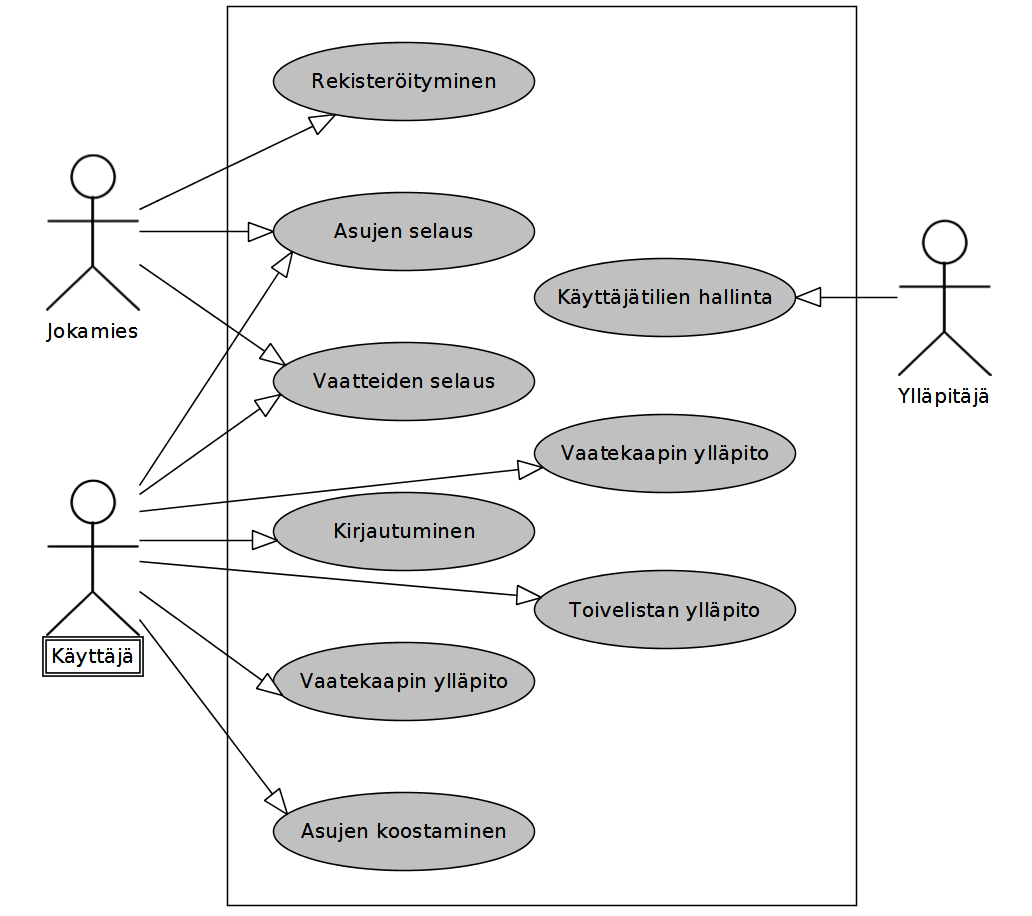 Rekisteröityminen
Asujen selaus
Käyttäjätilien hallinta
Jokamies
Vaatteiden selaus
Ylläpitäjä
Vaatekaapin ylläpito
Kirjautuminen
Toivelistan ylläpito
Käyttäjä
Vaatekaapin ylläpito
Asujen koostaminen